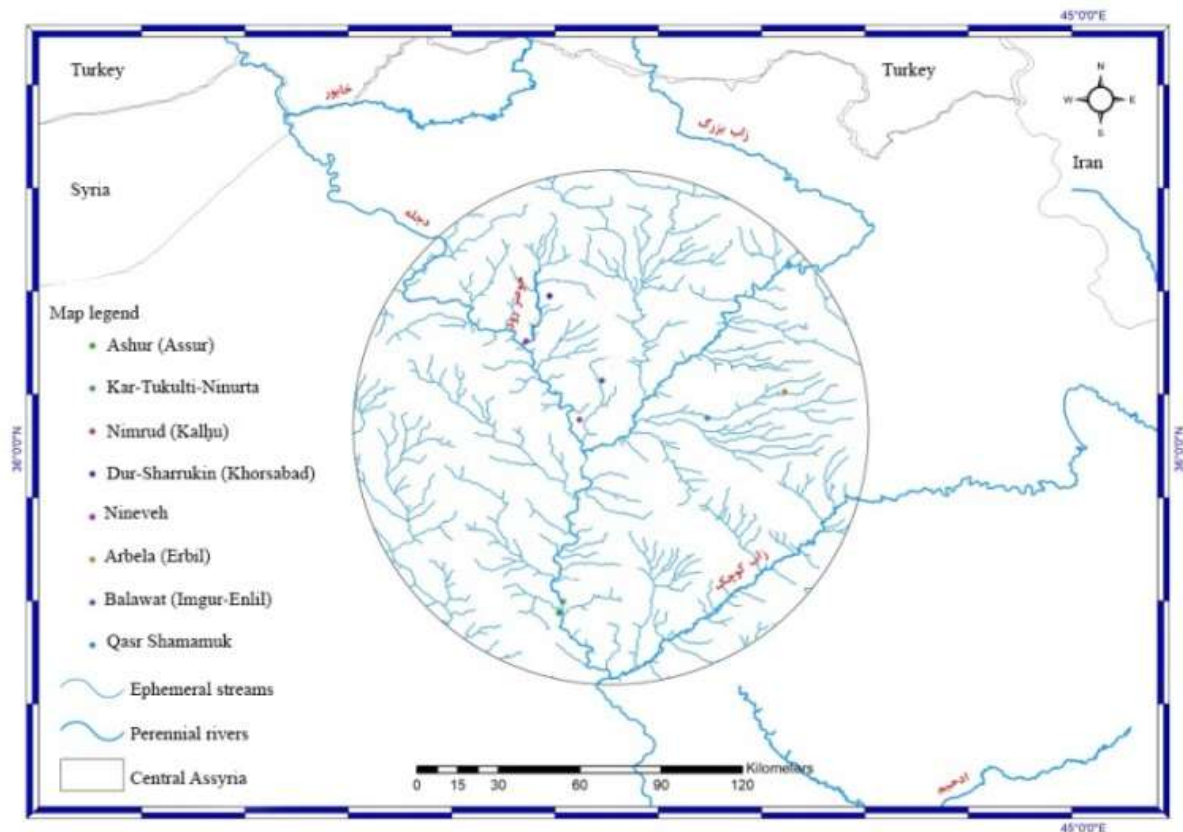 45°0'0"E
Turkey
Turkey
N
W
E
S
خابور
زاب بزرگ
Iran
Syria
دجله
خوصر رود
36°0'0"N
36°0'0"N
Map legend
Ashur (Assur)
Kar-Tukulti-Ninurta
Nimrud (Kalḫu)
Dur-Sharrukin (Khorsabad)
Nineveh
Arbela (Erbil)
Balawat (Imgur-Enlil)
Qasr Shamamuk
Ephemeral streams
Perennial rivers
Central Assyria
زاب کوچک
Kilometers
0 15 30 60 90 120
45°0'0"E